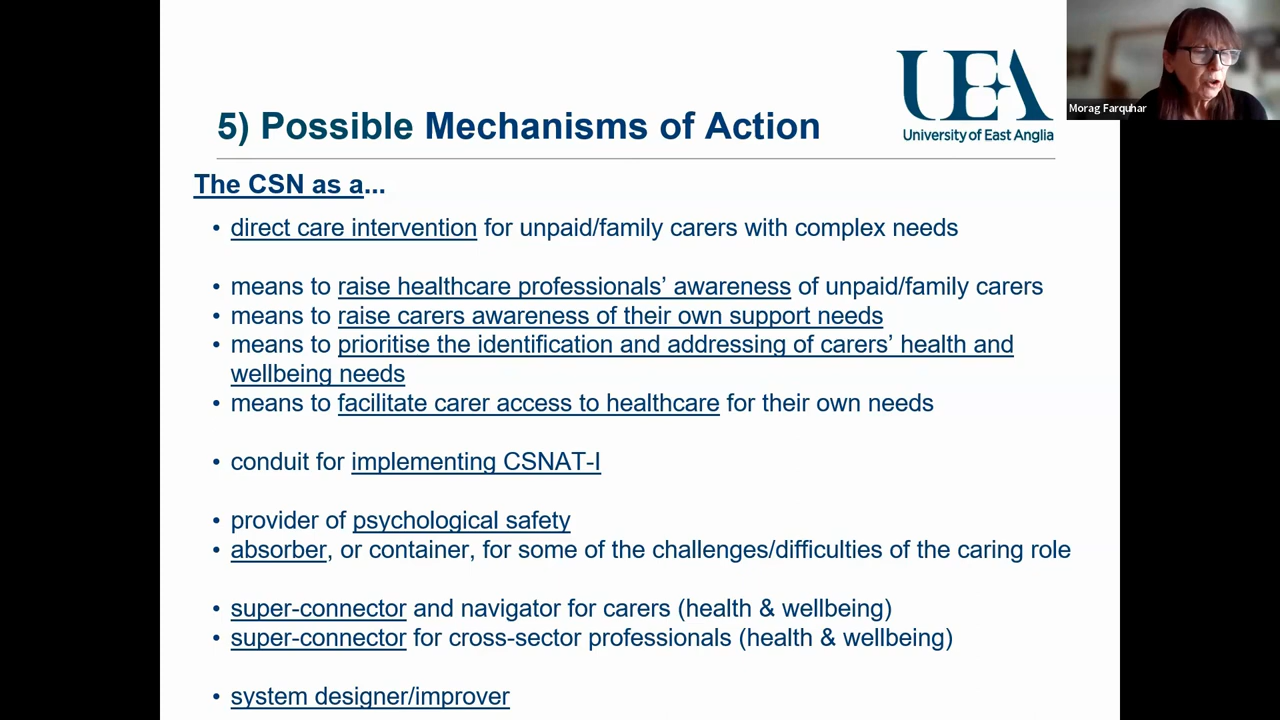 UEA
University of East Anglia
Morag Farquhar
5) Possible Mechanisms of Action
The CSN as a...
• direct care intervention for unpaid/family carers with complex needs
• means to raise healthcare professionals’ awareness of unpaid/family carers
• means to raise carers awareness of their own support needs
• means to prioritise the identification and addressing of carers’ health and
wellbeing needs
• means to facilitate carer access to healthcare for their own needs
• conduit for implementing CSNAT-I
• provider of psychological safety
• absorber, or container, for some of the challenges/difficulties of the caring role
• super-connector and navigator for carers (health & wellbeing)
• super-connector for cross-sector professionals (health & wellbeing)
• system designer/improver